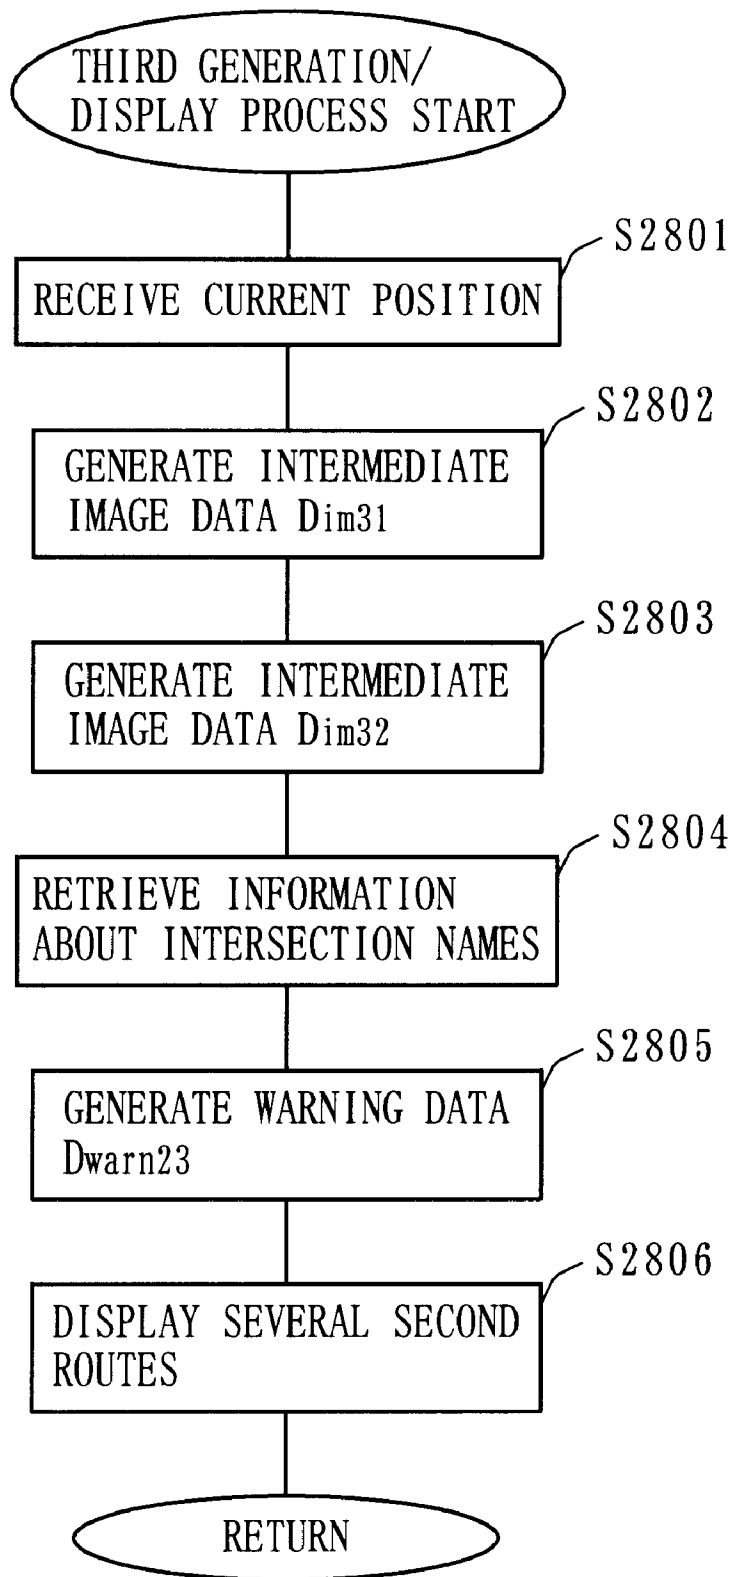 THIRD GENERATION/
DISPLAY PROCESS START
S2801
RECEIVE CURRENT POSITION
S2802
GENERATE INTERMEDIATE
IMAGE DATA Dim31
S2803
GENERATE INTERMEDIATE
IMAGE DATA Dim32
S2804
RETRIEVE INFORMATION
ABOUT INTERSECTION NAMES
S2805
GENERATE WARNING DATA
Dwarn23
S2806
DISPLAY SEVERAL SECOND
ROUTES
RETURN